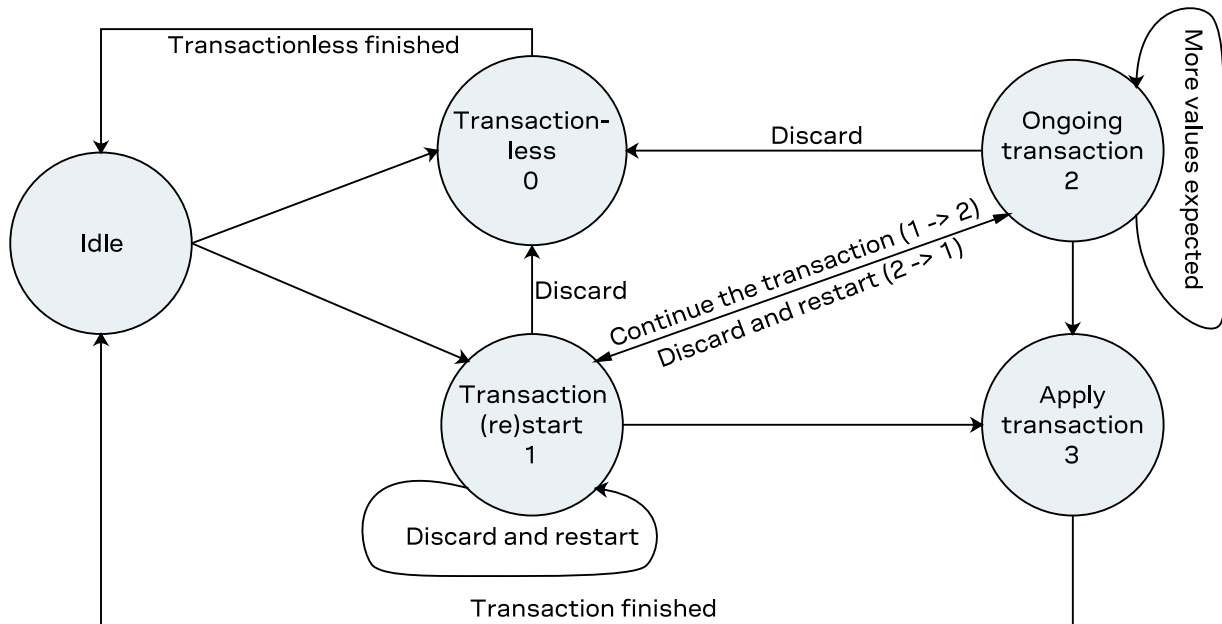 Transactionless finished
Transaction-
less
0
Discard
Ongoing
transaction
2
More values expected
Idle
Continue the transaction (1 -> 2)
Discard and restart (2 -> 1)
Discard
Transaction
(re)start
1
Apply
transaction
3
Discard and restart
Transaction finished